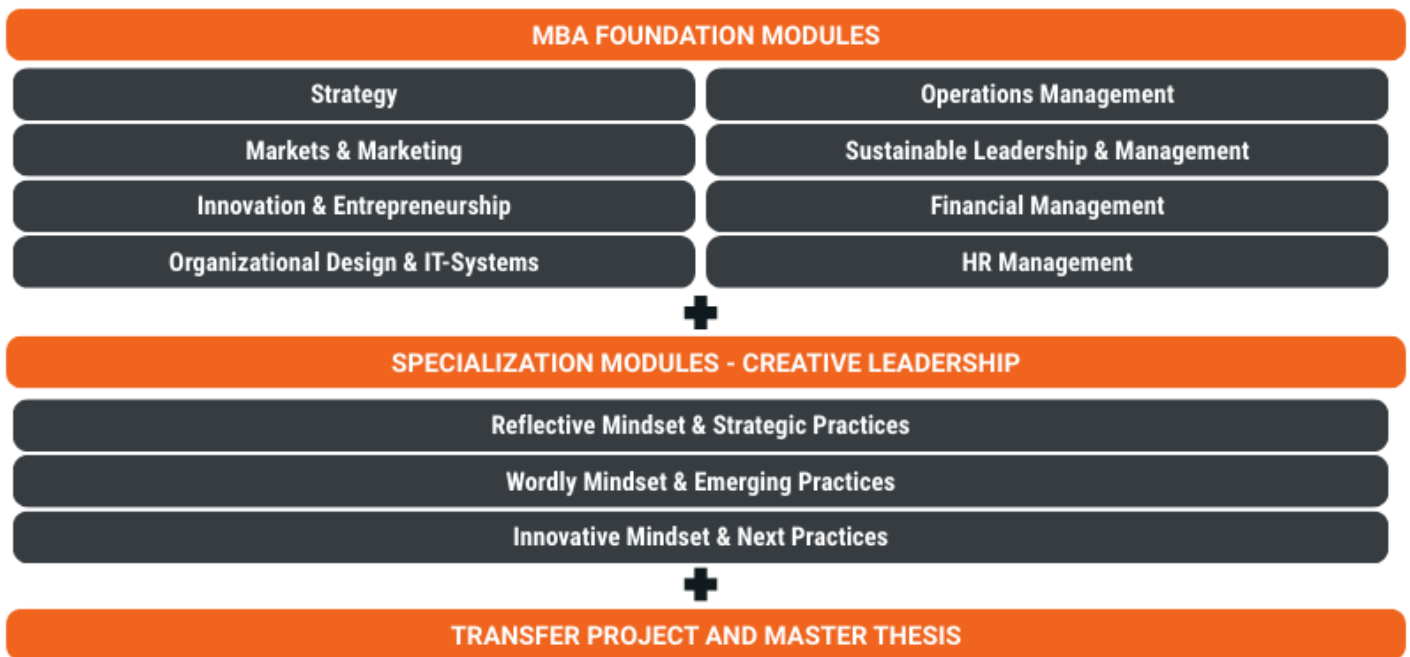 MBA FOUNDATION MODULES
Strategy
Operations Management
Markets & Marketing
Sustainable Leadership & Management
Innovation & Entrepreneurship
Financial Management
Organizational Design & IT-Systems
HR Management
SPECIALIZATION MODULES - CREATIVE LEADERSHIP
Reflective Mindset & Strategic Practices
Wordly Mindset & Emerging Practices
Innovative Mindset & Next Practices
TRANSFER PROJECT AND MASTER THESIS